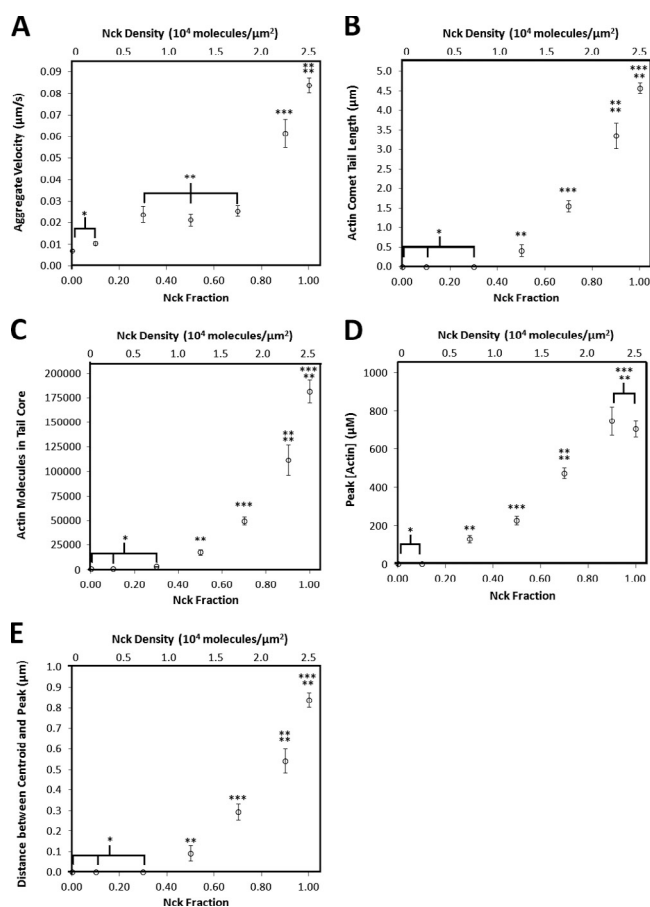 A
Nck Density (10⁴ molecules/µm²)
0 0.5 1.0 1.5 2.0 2.5
Aggregate Velocity (µm/s)
0.09
0.08
0.07
0.06
0.05
0.04
0.03
0.02
0.01
0
*
**
***
**
**
0.00 0.20 0.40 0.60 0.80 1.00
Nck Fraction
B
Nck Density (10⁴ molecules/µm²)
0 0.5 1.0 1.5 2.0 2.5
Actin Comet Tail Length (µm)
5.0
4.5
4.0
3.5
3.0
2.5
2.0
1.5
1.0
0.5
0.0
*
**
***
**
**
***
**
0.00 0.20 0.40 0.60 0.80 1.00
Nck Fraction
C
Nck Density (10⁴ molecules/µm²)
0 0.5 1.0 1.5 2.0 2.5
Actin Molecules in Tail Core
200000
175000
150000
125000
100000
75000
50000
25000
0
*
**
***
**
**
***
**
0.00 0.20 0.40 0.60 0.80 1.00
Nck Fraction
D
Nck Density (10⁴ molecules/µm²)
0 0.5 1.0 1.5 2.0 2.5
Peak [Actin] (µM)
1000
800
600
400
200
0
*
**
***
**
**
***
**
0.00 0.20 0.40 0.60 0.80 1.00
Nck Fraction
E
Nck Density (10⁴ molecules/µm²)
0 0.5 1.0 1.5 2.0 2.5
Distance between Centroid and Peak (µm)
1.0
0.9
0.8
0.7
0.6
0.5
0.4
0.3
0.2
0.1
0.0
*
**
***
**
**
***
**
0.00 0.20 0.40 0.60 0.80 1.00
Nck Fraction